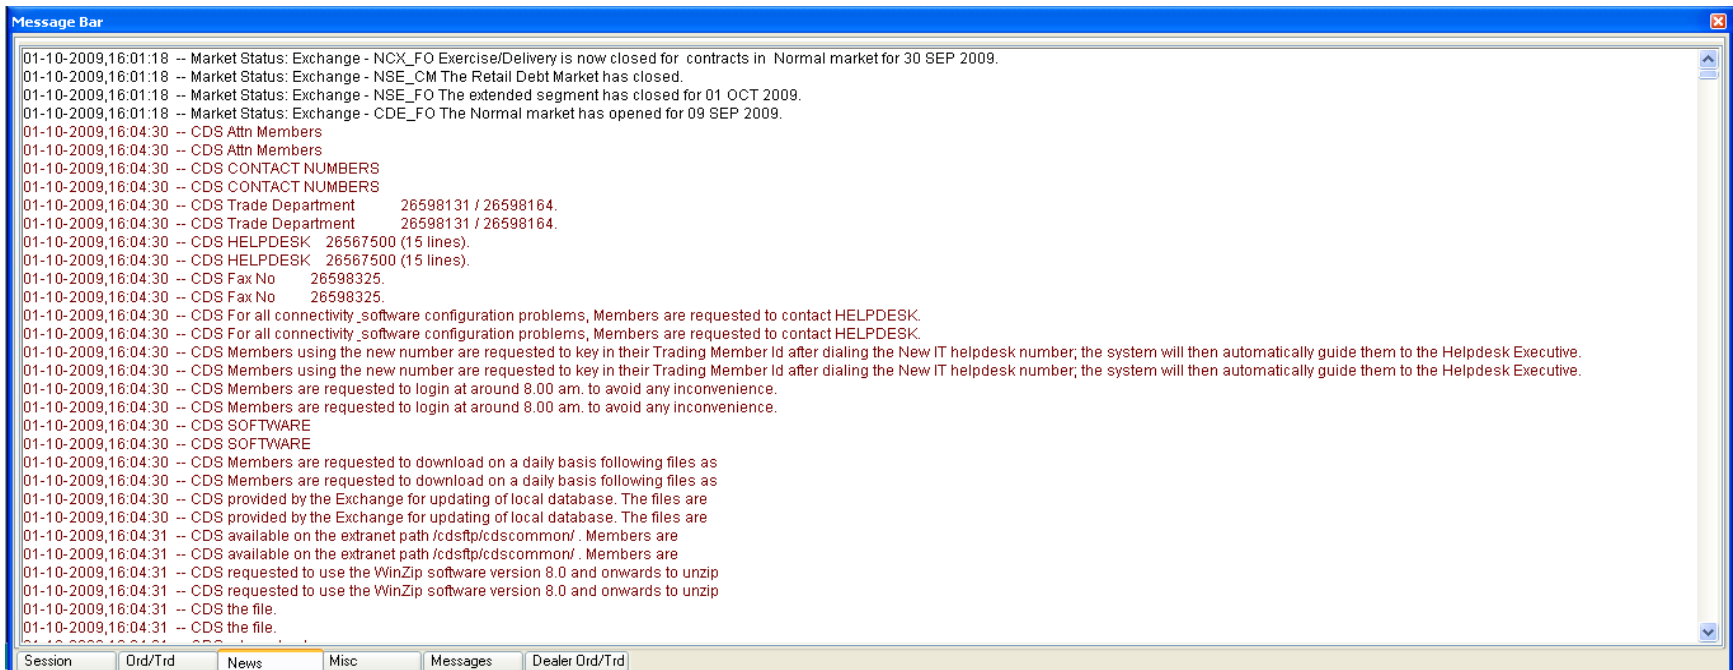 Message Bar
01-10-2009,16:01:18 -- Market Status: Exchange - NCX_FO Exercise/Delivery is now closed for contracts in Normal market for 30 SEP 2009.
01-10-2009,16:01:18 -- Market Status: Exchange - NSE_CM The Retail Debt Market has closed.
01-10-2009,16:01:18 -- Market Status: Exchange - NSE_FO The extended segment has closed for 01 OCT 2009.
01-10-2009,16:01:18 -- Market Status: Exchange - CDE_FO The Normal market has opened for 09 SEP 2009.
01-10-2009,16:04:30 -- CDS Attn Members
01-10-2009,16:04:30 -- CDS Attn Members
01-10-2009,16:04:30 -- CDS CONTACT NUMBERS
01-10-2009,16:04:30 -- CDS CONTACT NUMBERS
01-10-2009,16:04:30 -- CDS Trade Department 26598131 / 26598164.
01-10-2009,16:04:30 -- CDS Trade Department 26598131 / 26598164.
01-10-2009,16:04:30 -- CDS HELPDESK 26567500 (15 lines).
01-10-2009,16:04:30 -- CDS HELPDESK 26567500 (15 lines).
01-10-2009,16:04:30 -- CDS Fax No 26598325.
01-10-2009,16:04:30 -- CDS Fax No 26598325.
01-10-2009,16:04:30 -- CDS For all connectivity_software configuration problems, Members are requested to contact HELPDESK.
01-10-2009,16:04:30 -- CDS For all connectivity_software configuration problems, Members are requested to contact HELPDESK.
01-10-2009,16:04:30 -- CDS Members using the new number are requested to key in their Trading Member Id after dialing the New IT helpdesk number; the system will then automatically guide them to the Helpdesk Executive.
01-10-2009,16:04:30 -- CDS Members using the new number are requested to key in their Trading Member Id after dialing the New IT helpdesk number; the system will then automatically guide them to the Helpdesk Executive.
01-10-2009,16:04:30 -- CDS Members are requested to login at around 8.00 am. to avoid any inconvenience.
01-10-2009,16:04:30 -- CDS Members are requested to login at around 8.00 am. to avoid any inconvenience.
01-10-2009,16:04:30 -- CDS SOFTWARE
01-10-2009,16:04:30 -- CDS SOFTWARE
01-10-2009,16:04:30 -- CDS Members are requested to download on a daily basis following files as
01-10-2009,16:04:30 -- CDS Members are requested to download on a daily basis following files as
01-10-2009,16:04:30 -- CDS provided by the Exchange for updating of local database. The files are
01-10-2009,16:04:30 -- CDS provided by the Exchange for updating of local database. The files are
01-10-2009,16:04:31 -- CDS available on the extranet path /cdsftp/cdscommon/ . Members are
01-10-2009,16:04:31 -- CDS available on the extranet path /cdsftp/cdscommon/ . Members are
01-10-2009,16:04:31 -- CDS requested to use the WinZip software version 8.0 and onwards to unzip
01-10-2009,16:04:31 -- CDS requested to use the WinZip software version 8.0 and onwards to unzip
01-10-2009,16:04:31 -- CDS the file.
01-10-2009,16:04:31 -- CDS the file.
Session Ord/Trd News Misc Messages Dealer Ord/Trd